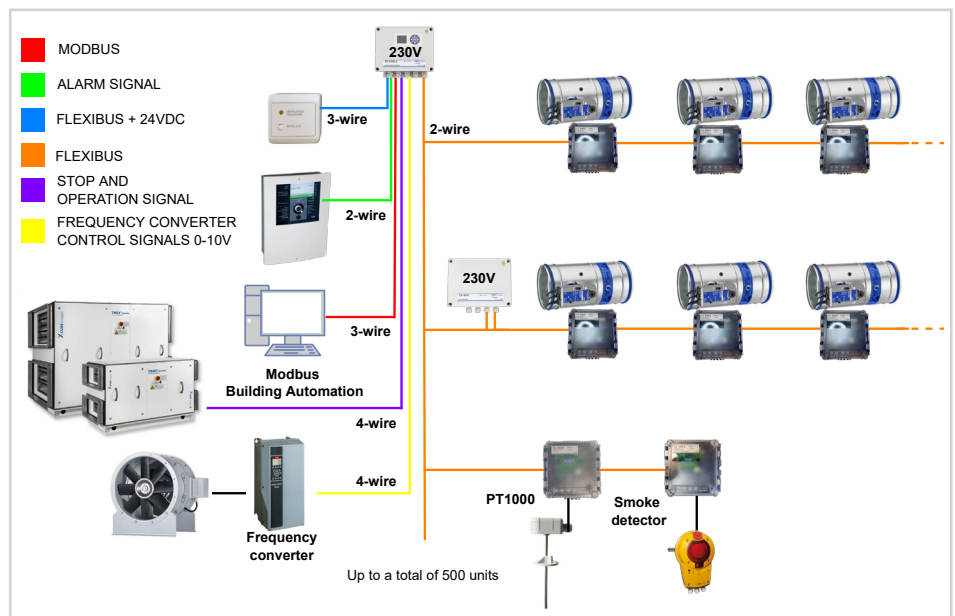 MODBUS
ALARM SIGNAL
FLEXIBUS + 24VDC
FLEXIBUS
STOP AND
OPERATION SIGNAL
FREQUENCY CONVERTER
CONTROL SIGNALS 0-10V
230V
3-wire
2-wire
2-wire
230V
3-wire
Modbus
Building Automation
4-wire
4-wire
Frequency
converter
PT1000
Smoke
detector
Up to a total of 500 units